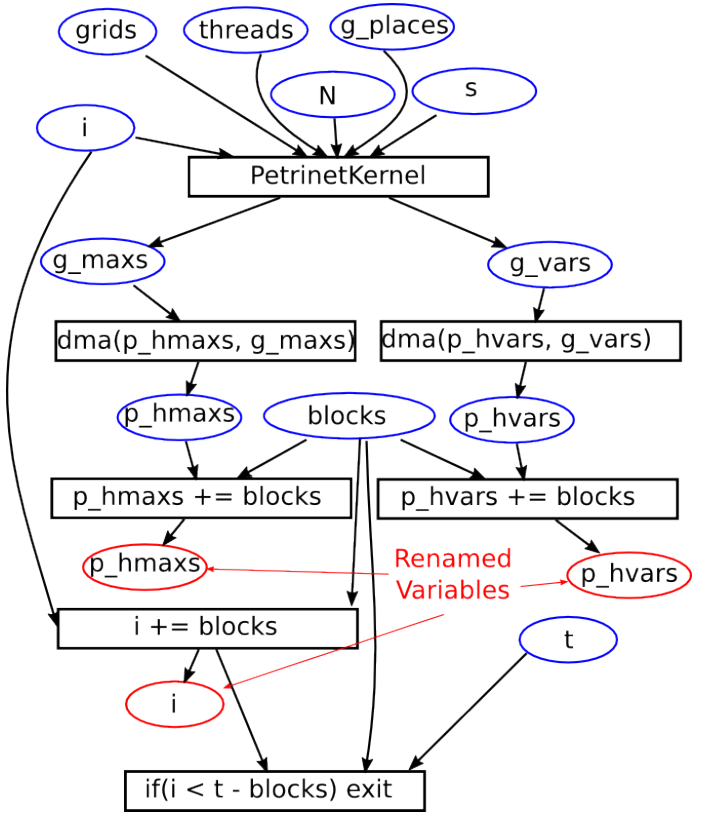 grids
threads
g_places
N
s
i
PetrinetKernel
g_maxs
g_vars
dma(p_hmaxs, g_maxs)
dma(p_hvars, g_vars)
p_hmaxs
blocks
p_hvars
p_hmaxs += blocks
p_hvars += blocks
p_hmaxs
Renamed
Variables
p_hvars
i += blocks
t
i
if(i < t - blocks) exit